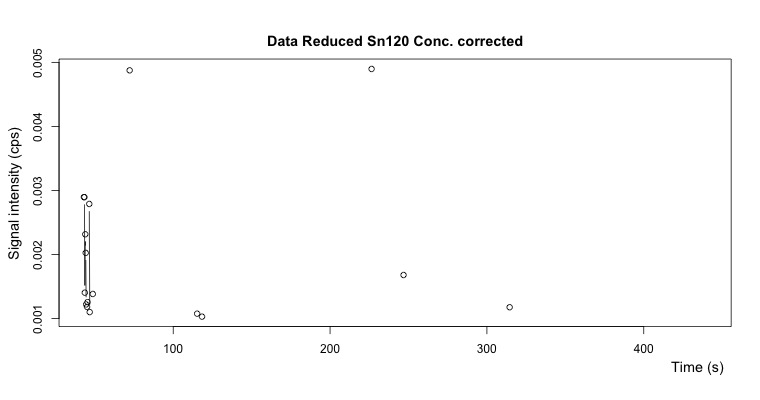 Data Reduced Sn120 Conc. corrected
Signal intensity (cps)
0.005
0.004
0.003
0.002
0.001
100 200 300 400
Time (s)